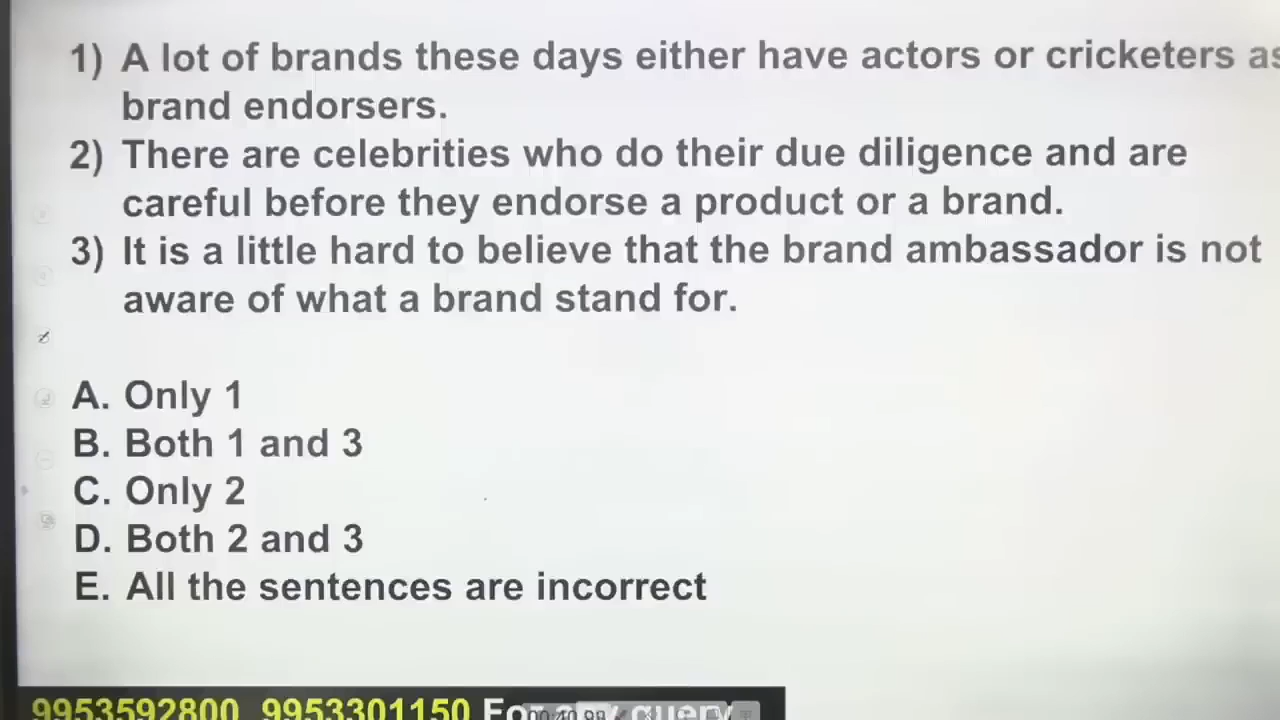 1) A lot of brands these days either have actors or cricketers as
brand endorsers.
2) There are celebrities who do their due diligence and are
careful before they endorse a product or a brand.
3) It is a little hard to believe that the brand ambassador is not
aware of what a brand stand for.
A. Only 1
B. Both 1 and 3
C. Only 2
D. Both 2 and 3
E. All the sentences are incorrect
9953592800 9953301150 For any query